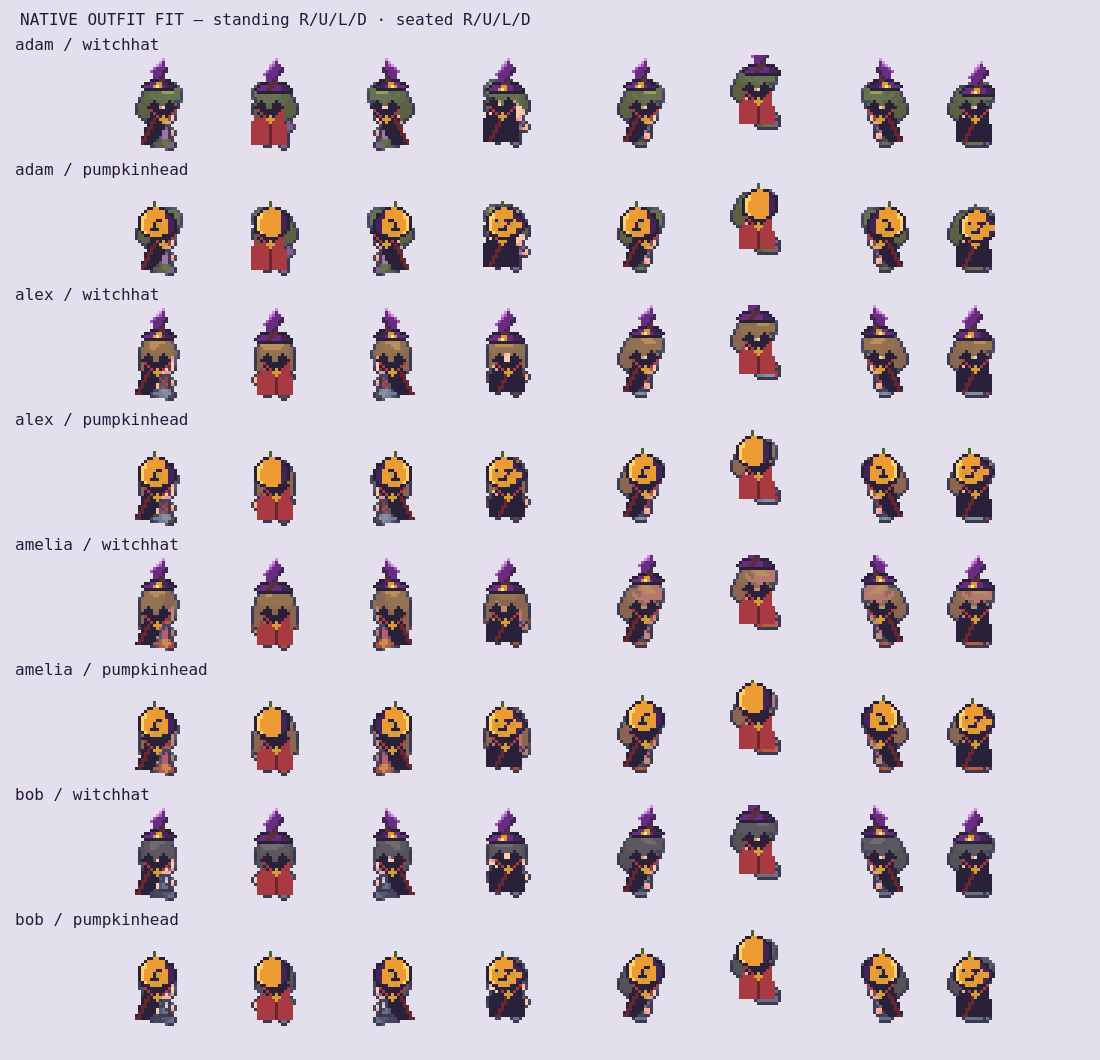 NATIVE OUTFIT FIT — standing R/U/L/D · seated R/U/L/D
adam / witchhat
adam / pumpkinhead
alex / witchhat
alex / pumpkinhead
amelia / witchhat
amelia / pumpkinhead
bob / witchhat
bob / pumpkinhead